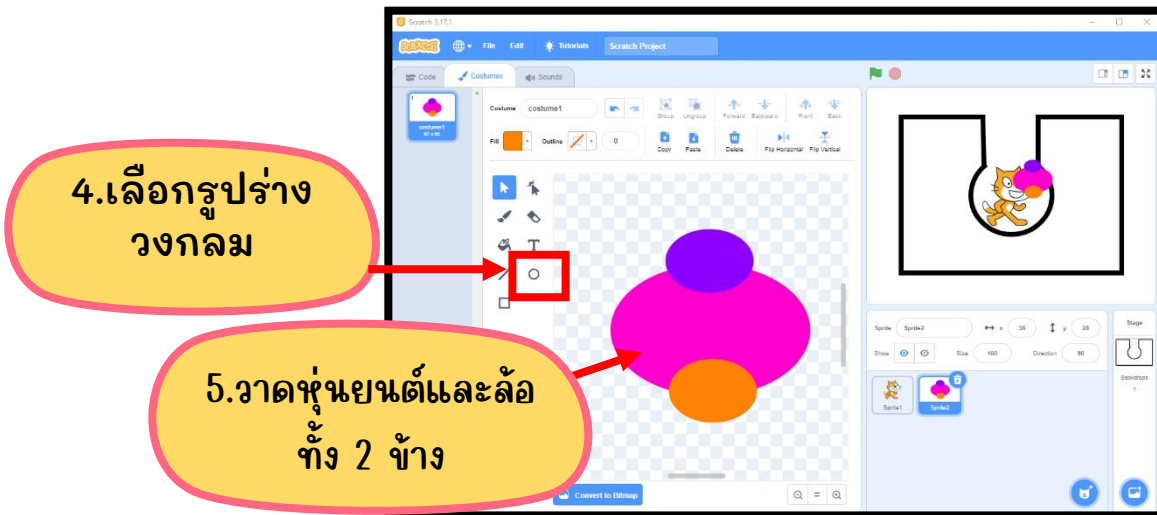 Scratch 3.17.1
SCRATCH File Edit Tutorials Scratch Project
Code Costumes Sounds
1
costume1
Costume costume1 Group Ungroup Forward Backward Front Back
Fill Outline 0 Copy Paste Delete Flip Horizontal Flip Vertical
T
4.เลือกรูปร่าง
วงกลม
5.วาดหุ่นยนต์และล้อ
ทั้ง 2 ข้าง
Convert to Bitmap
Sprite Sprite2 x 36 y 28
Show Size 100 Direction 90
Sprite1 Sprite2
Stage
Backdrops
1